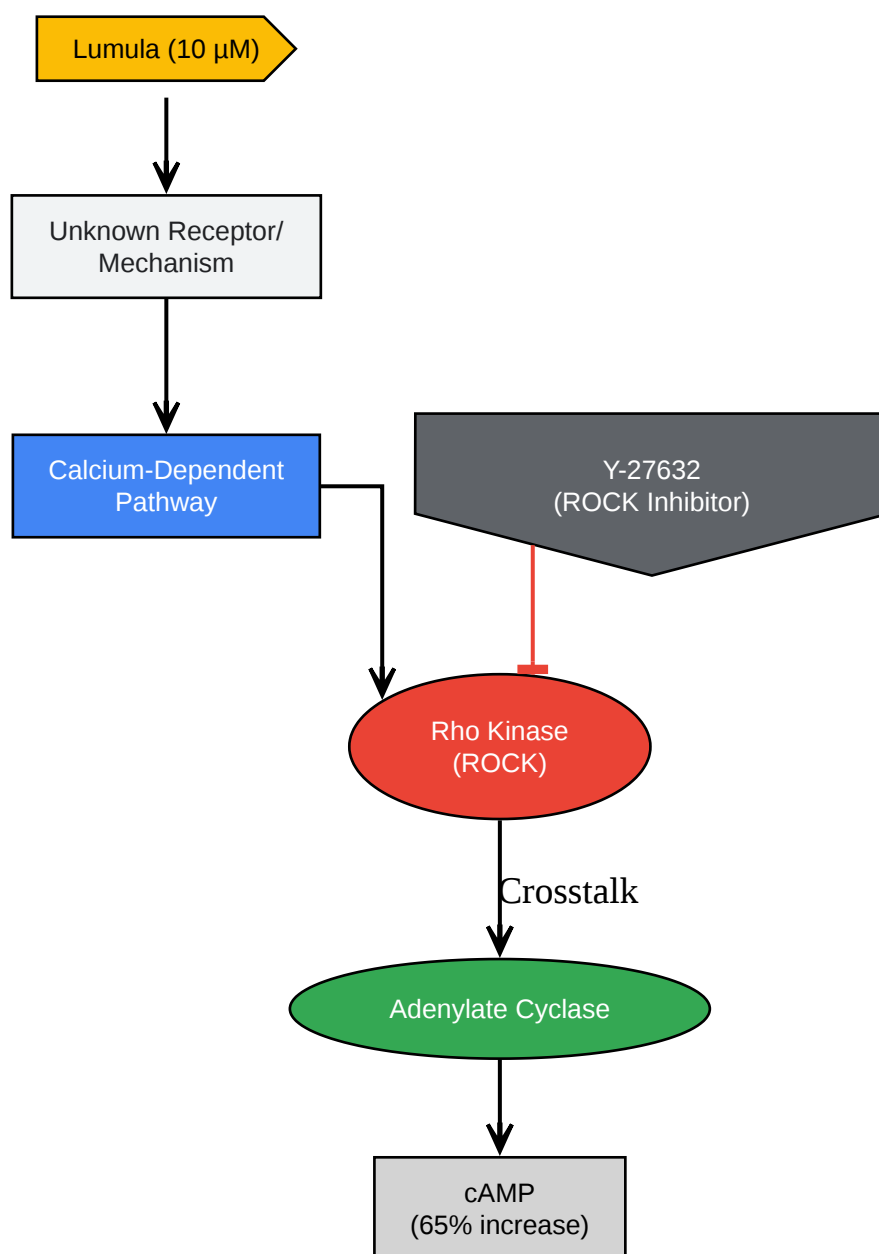 Lumula (10 µM)
Unknown Receptor/
Mechanism
Calcium-Dependent
Pathway
Y-27632
(ROCK Inhibitor)
Rho Kinase
(ROCK)
Crosstalk
Adenylate Cyclase
cAMP
(65% increase)